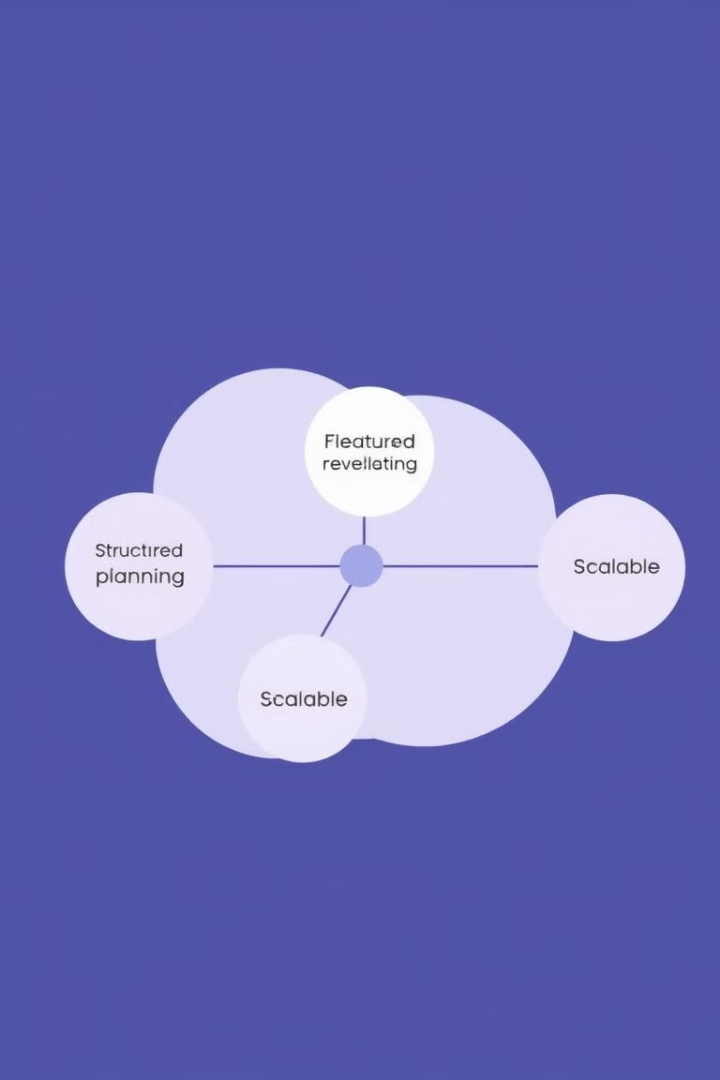 Fleatured
revellating
Structired
planning
Scalable
Scalable